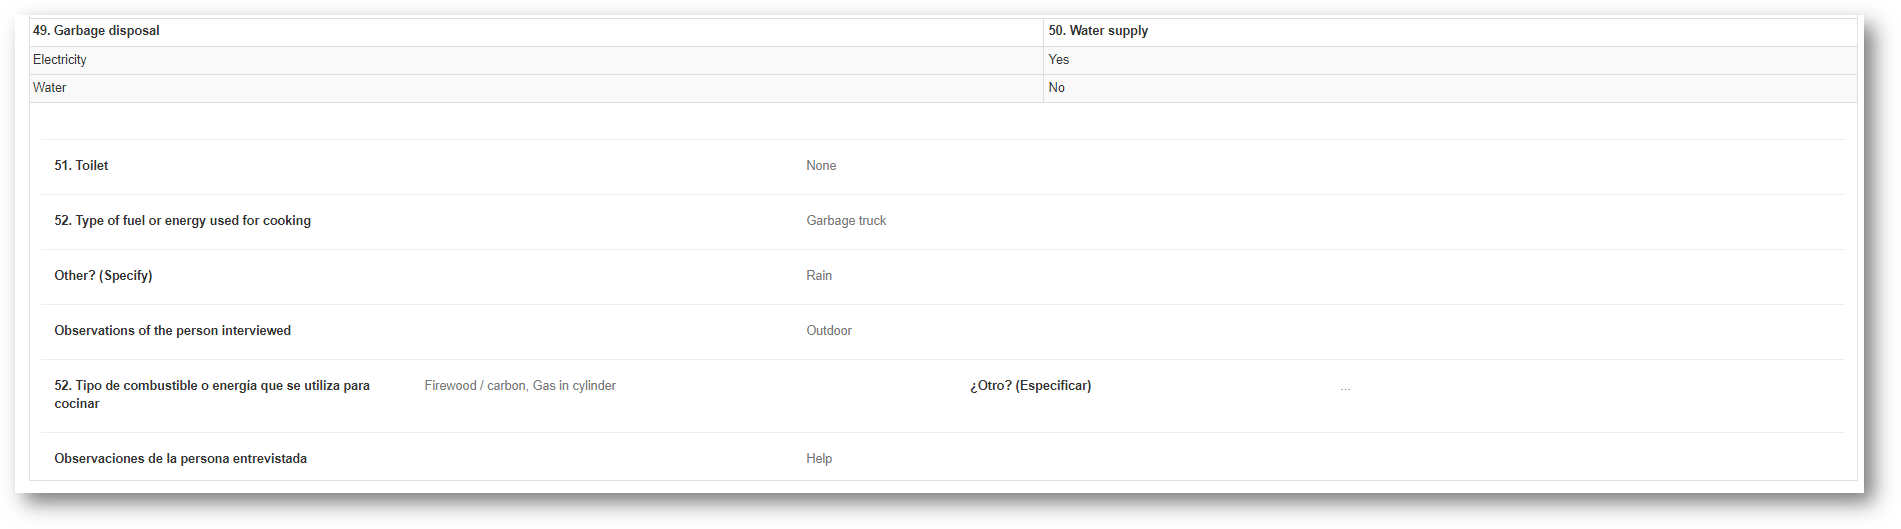 49. Garbage disposal 50. Water supply
Electricity Yes
Water No
51. Toilet None
52. Type of fuel or energy used for cooking Garbage truck
Other? (Specify) Rain
Observations of the person interviewed Outdoor
52. Tipo de combustible o energía que se utiliza para cocinar Firewood / carbon, Gas in cylinder ¿Otro? (Especificar) ...
Observaciones de la persona entrevistada Help